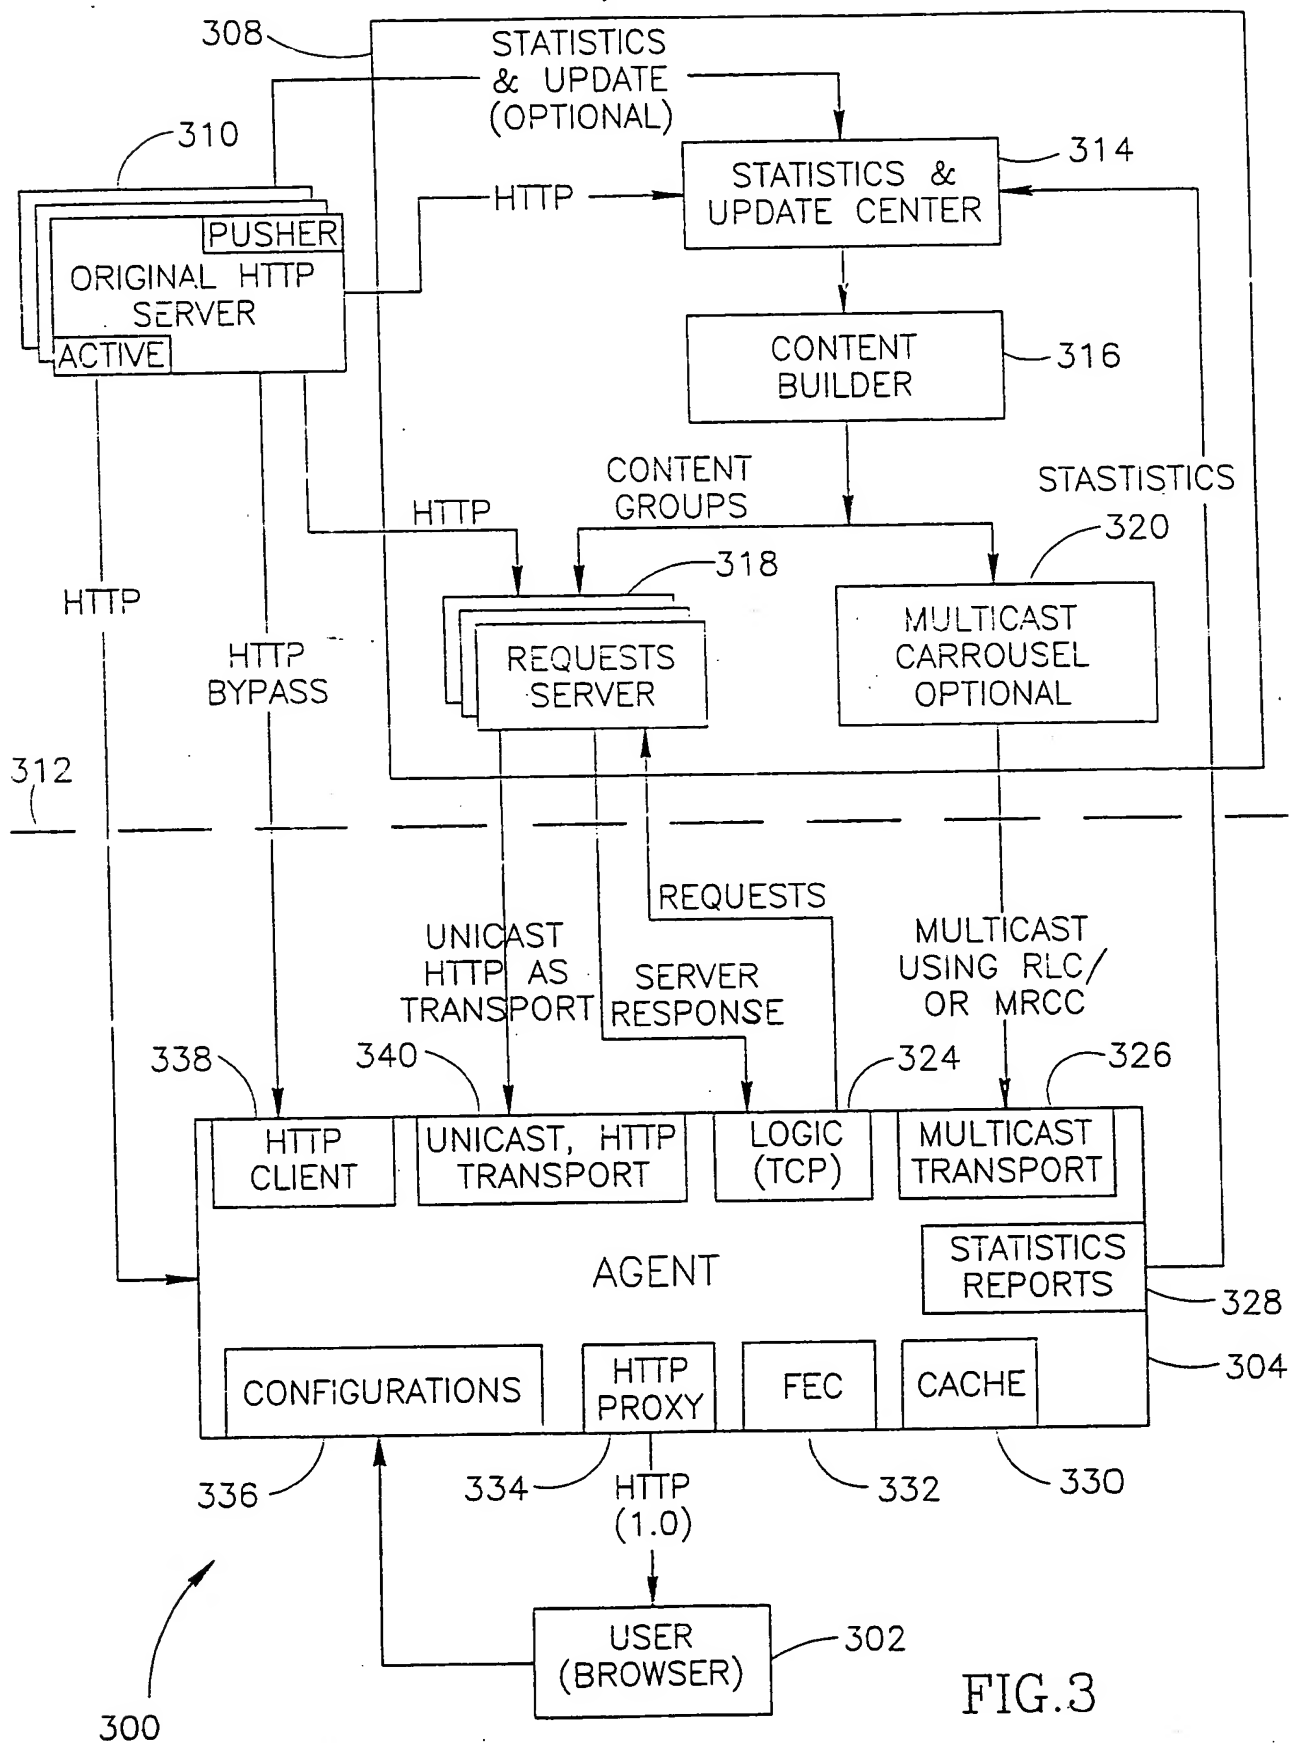 308
STATISTICS
& UPDATE
(OPTIONAL)
310
314
STATISTICS &
UPDATE CENTER
HTTP
PUSHER
ORIGINAL HTTP
SERVER
ACTIVE
CONTENT
BUILDER
316
CONTENT
GROUPS
STASTISTICS
HTTP
320
318
HTTP
MULTICAST
CARROUSEL
OPTIONAL
HTTP
BYPASS
REQUESTS
SERVER
312
REQUESTS
UNICAST
HTTP AS
TRANSPORT
SERVER
RESPONSE
MULTICAST
USING RLC/
OR MRCC
338
340
324
326
HTTP
CLIENT
UNICAST, HTTP
TRANSPORT
LOGIC
(TCP)
MULTICAST
TRANSPORT
AGENT
STATISTICS
REPORTS
328
304
CONFIGURATIONS
HTTP
PROXY
FEC
CACHE
336
334
HTTP
(1.0)
332
330
USER
(BROWSER)
302
300
FIG.3